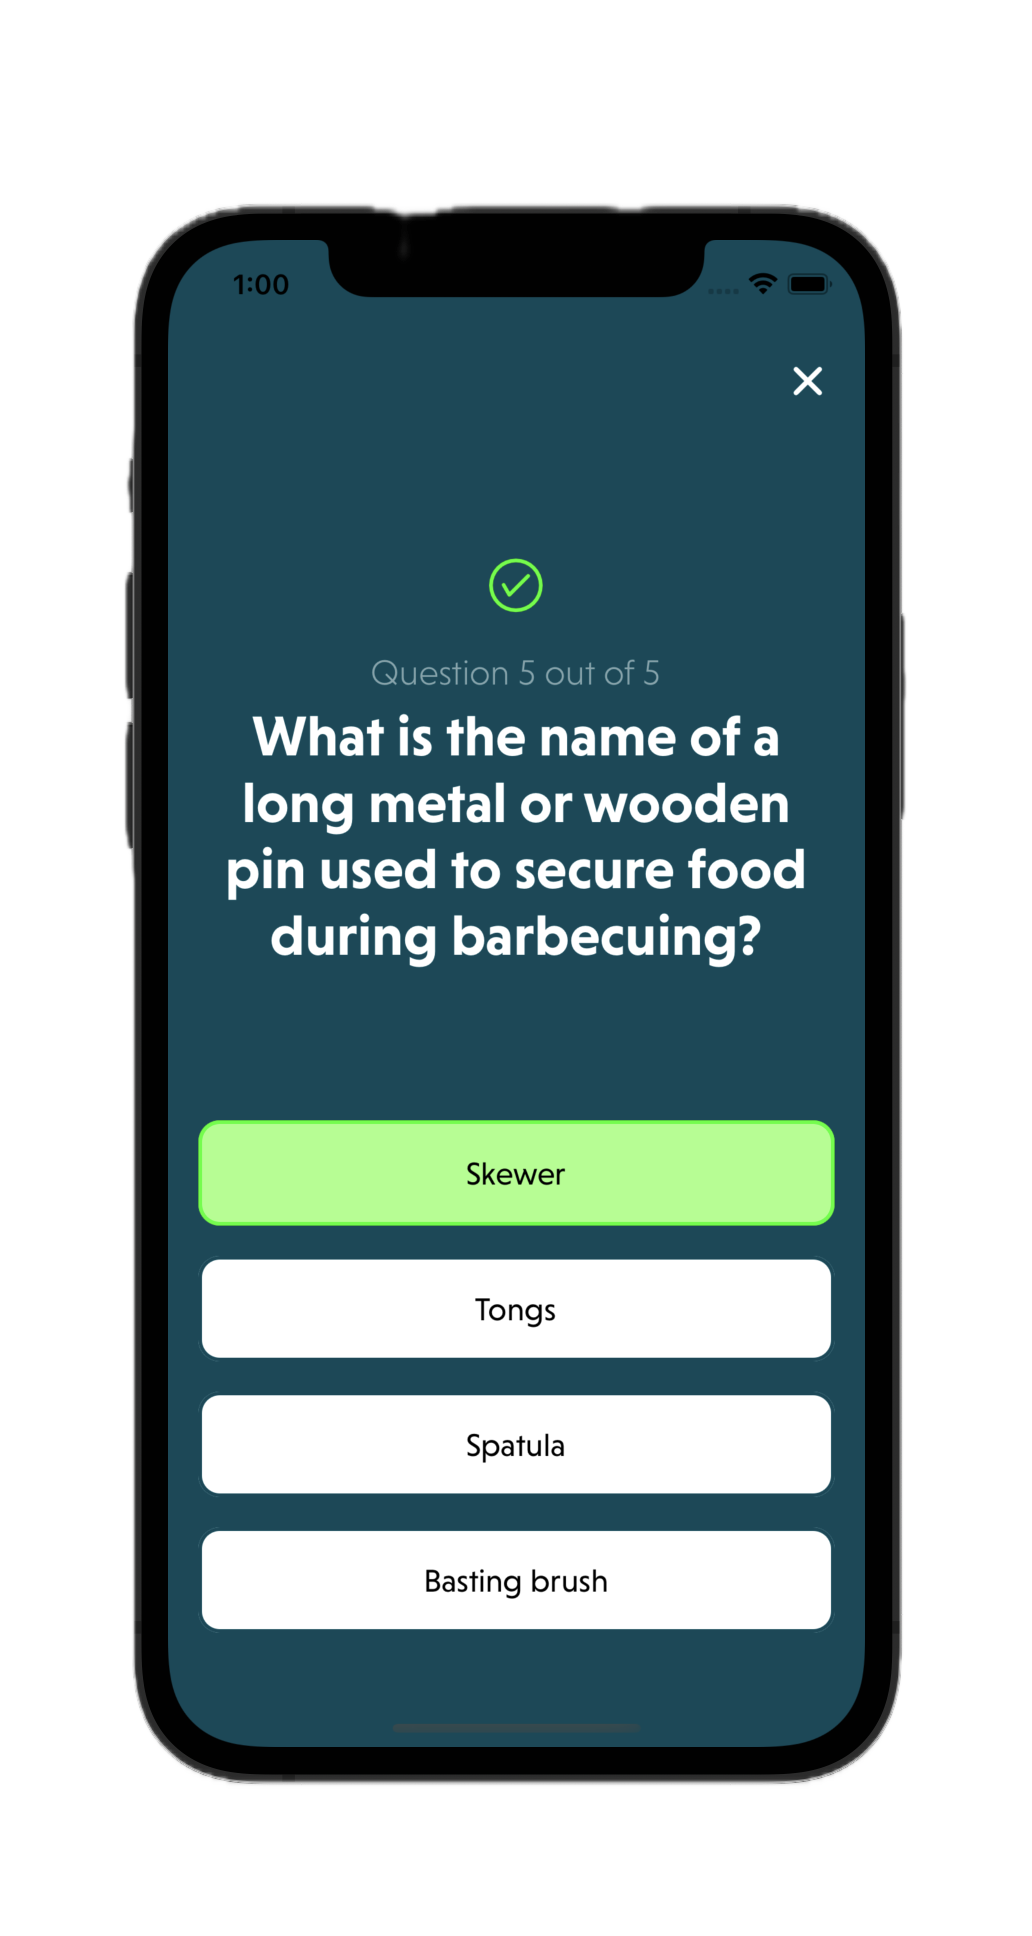 1:00
Question 5 out of 5
What is the name of a
long metal or wooden
pin used to secure food
during barbecuing?
Skewer
Tongs
Spatula
Basting brush